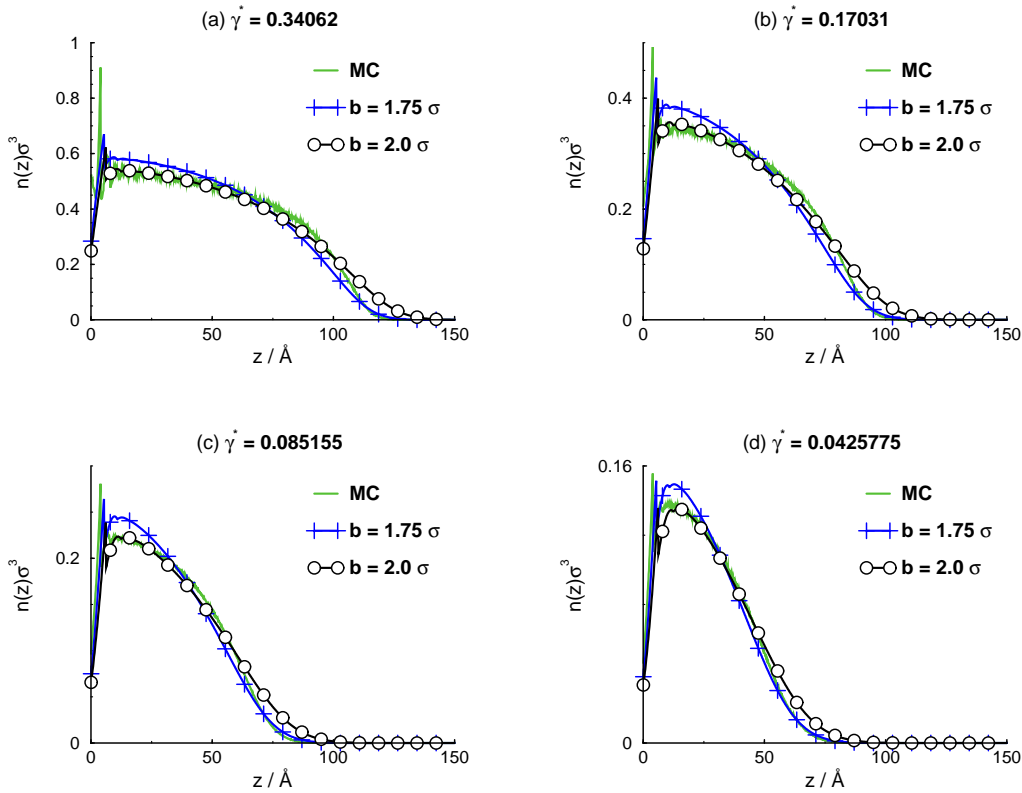 (a) γ* = 0.34062
1
0.8
0.6
0.4
0.2
0
n(z)σ³
MC
b = 1.75 σ
b = 2.0 σ
0 50 100 150
z / Å
(b) γ* = 0.17031
0.4
0.2
0
n(z)σ³
MC
b = 1.75 σ
b = 2.0 σ
0 50 100 150
z / Å
(c) γ* = 0.085155
0.2
0
n(z)σ³
MC
b = 1.75 σ
b = 2.0 σ
0 50 100 150
z / Å
(d) γ* = 0.0425775
0.16
0
n(z)σ³
MC
b = 1.75 σ
b = 2.0 σ
0 50 100 150
z / Å